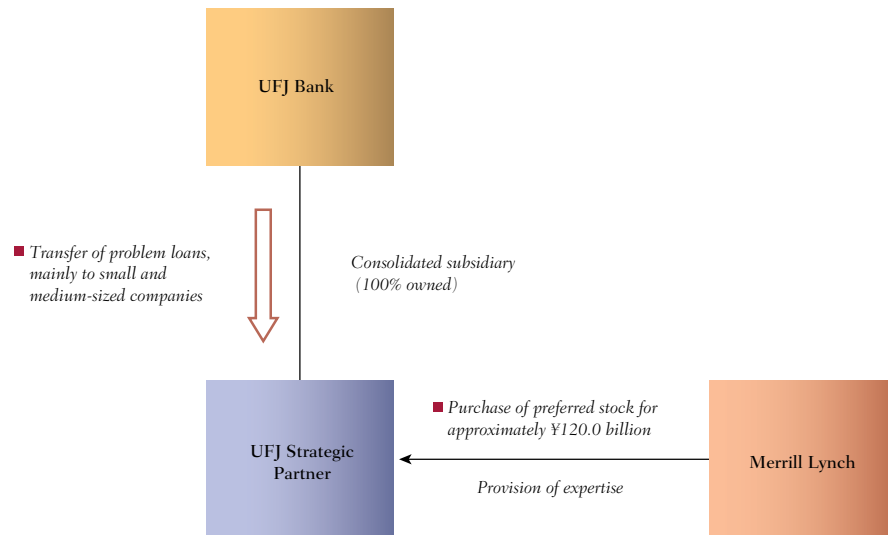 UFJ Bank
■ Transfer of problem loans,
mainly to small and
medium-sized companies
Consolidated subsidiary
(100% owned)
UFJ Strategic
Partner
■ Purchase of preferred stock for
approximately ¥120.0 billion
Provision of expertise
Merrill Lynch